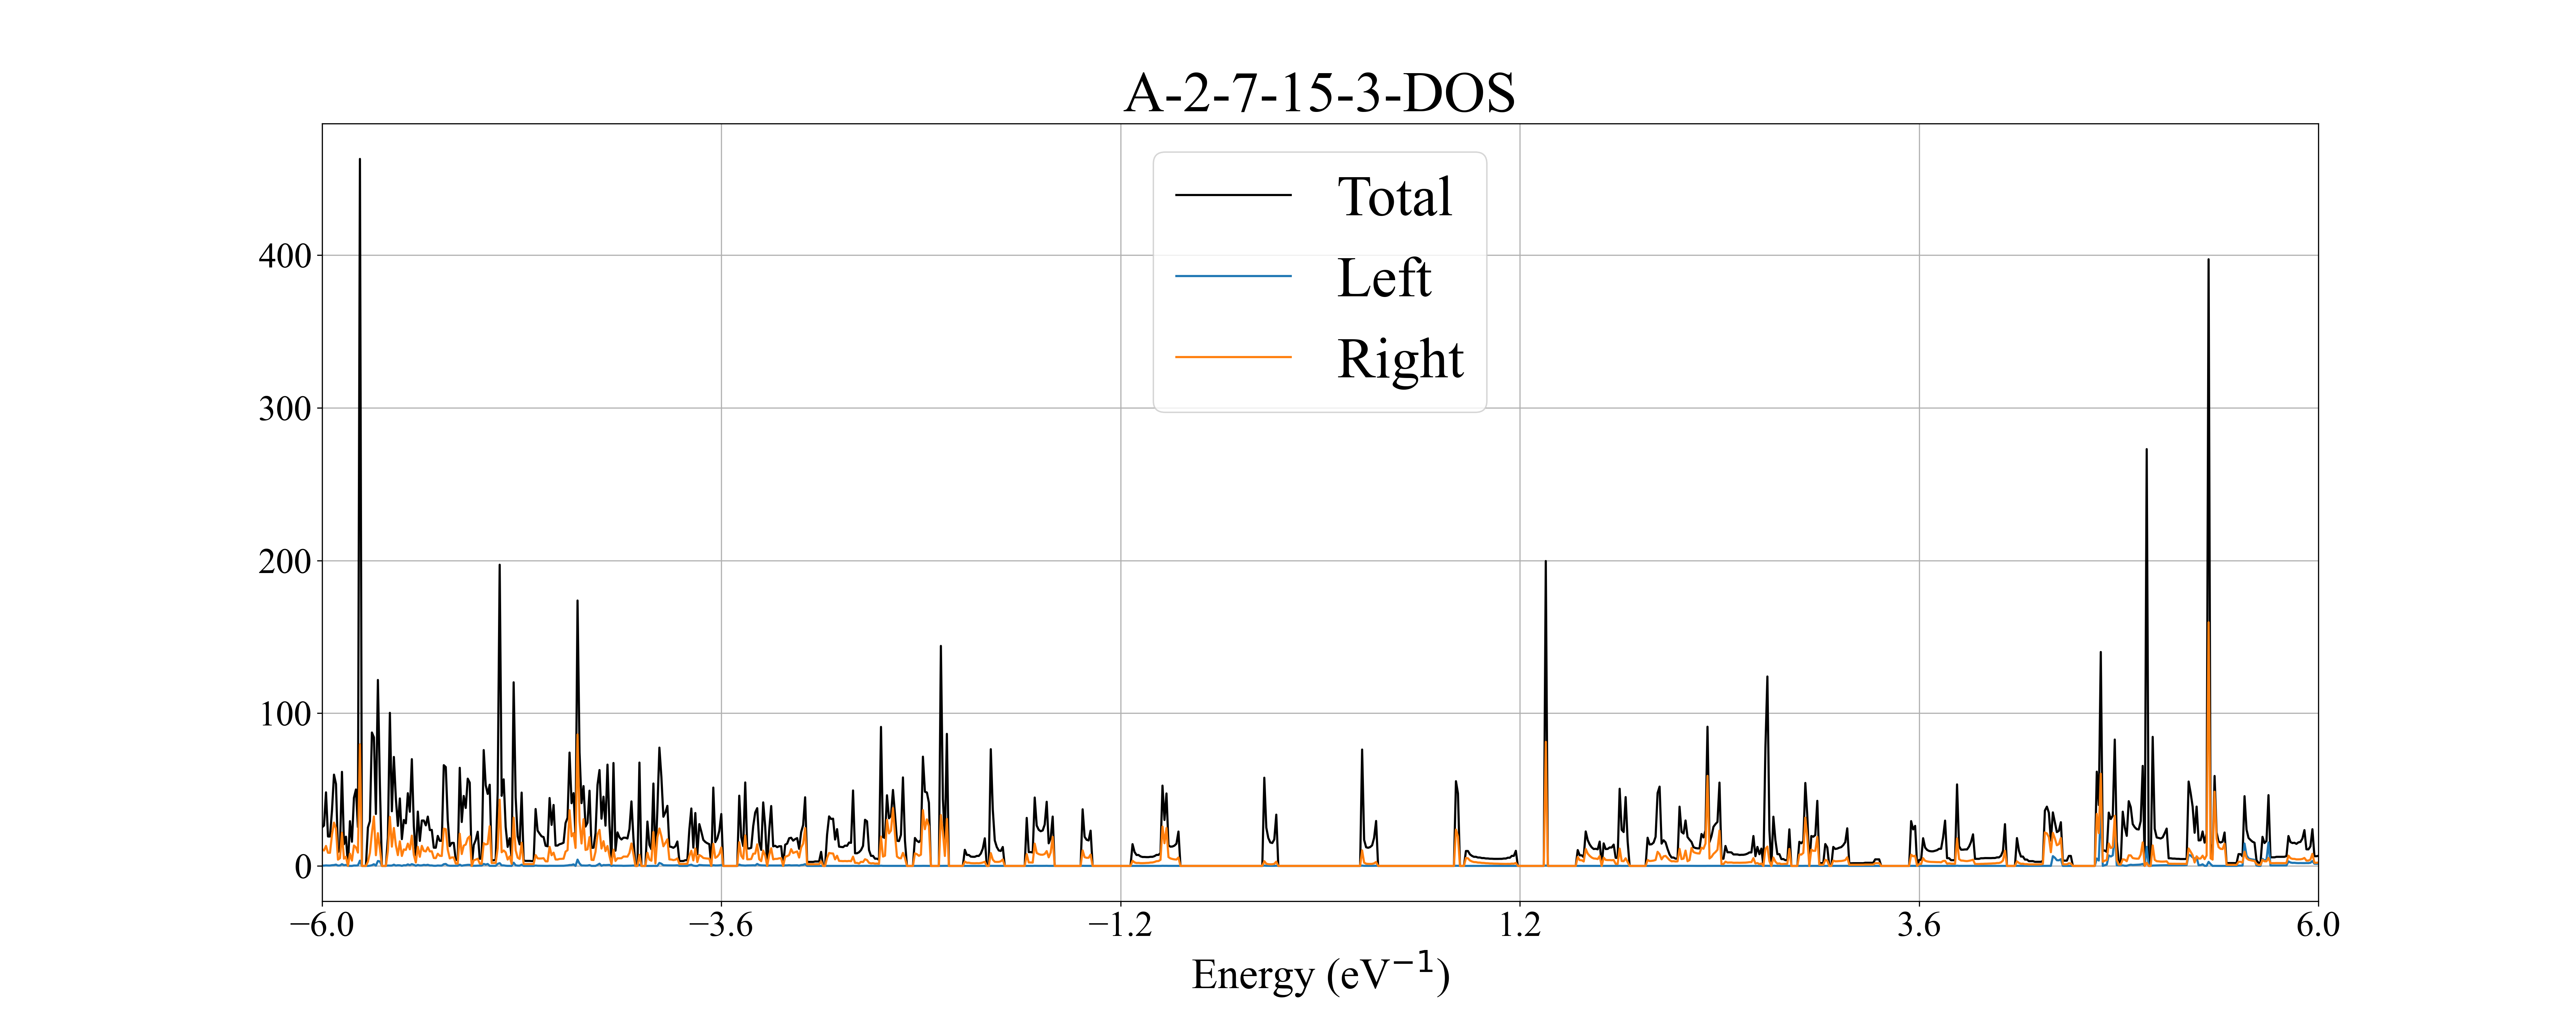 A-2-7-15-3-DOS
Total
Left
Right
400
300
200
100
0
−6.0 −3.6 −1.2 1.2 3.6 6.0
Energy (eV⁻¹)